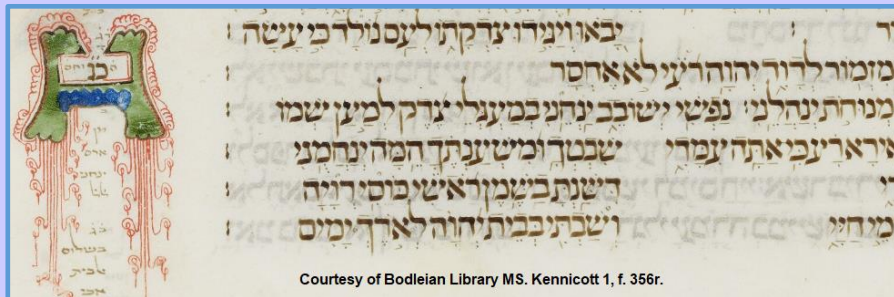 יבאו ויגידו צדקתו לעם נולד כי עשה
מזמור לדוד יהוה רעי לא אחסר
מנוחת ינהלני נפשי ישובב ינחני במעגלי צדק למען שמו
אירא רע כי אתה עמדי שבטך ומשענתך המה ינחמני
דשנת בשמן ראשי כוסי רויה
חיי ושבתי בבית יהוה לארך ימים
Courtesy of Bodleian Library MS. Kennicott 1, f. 356r.